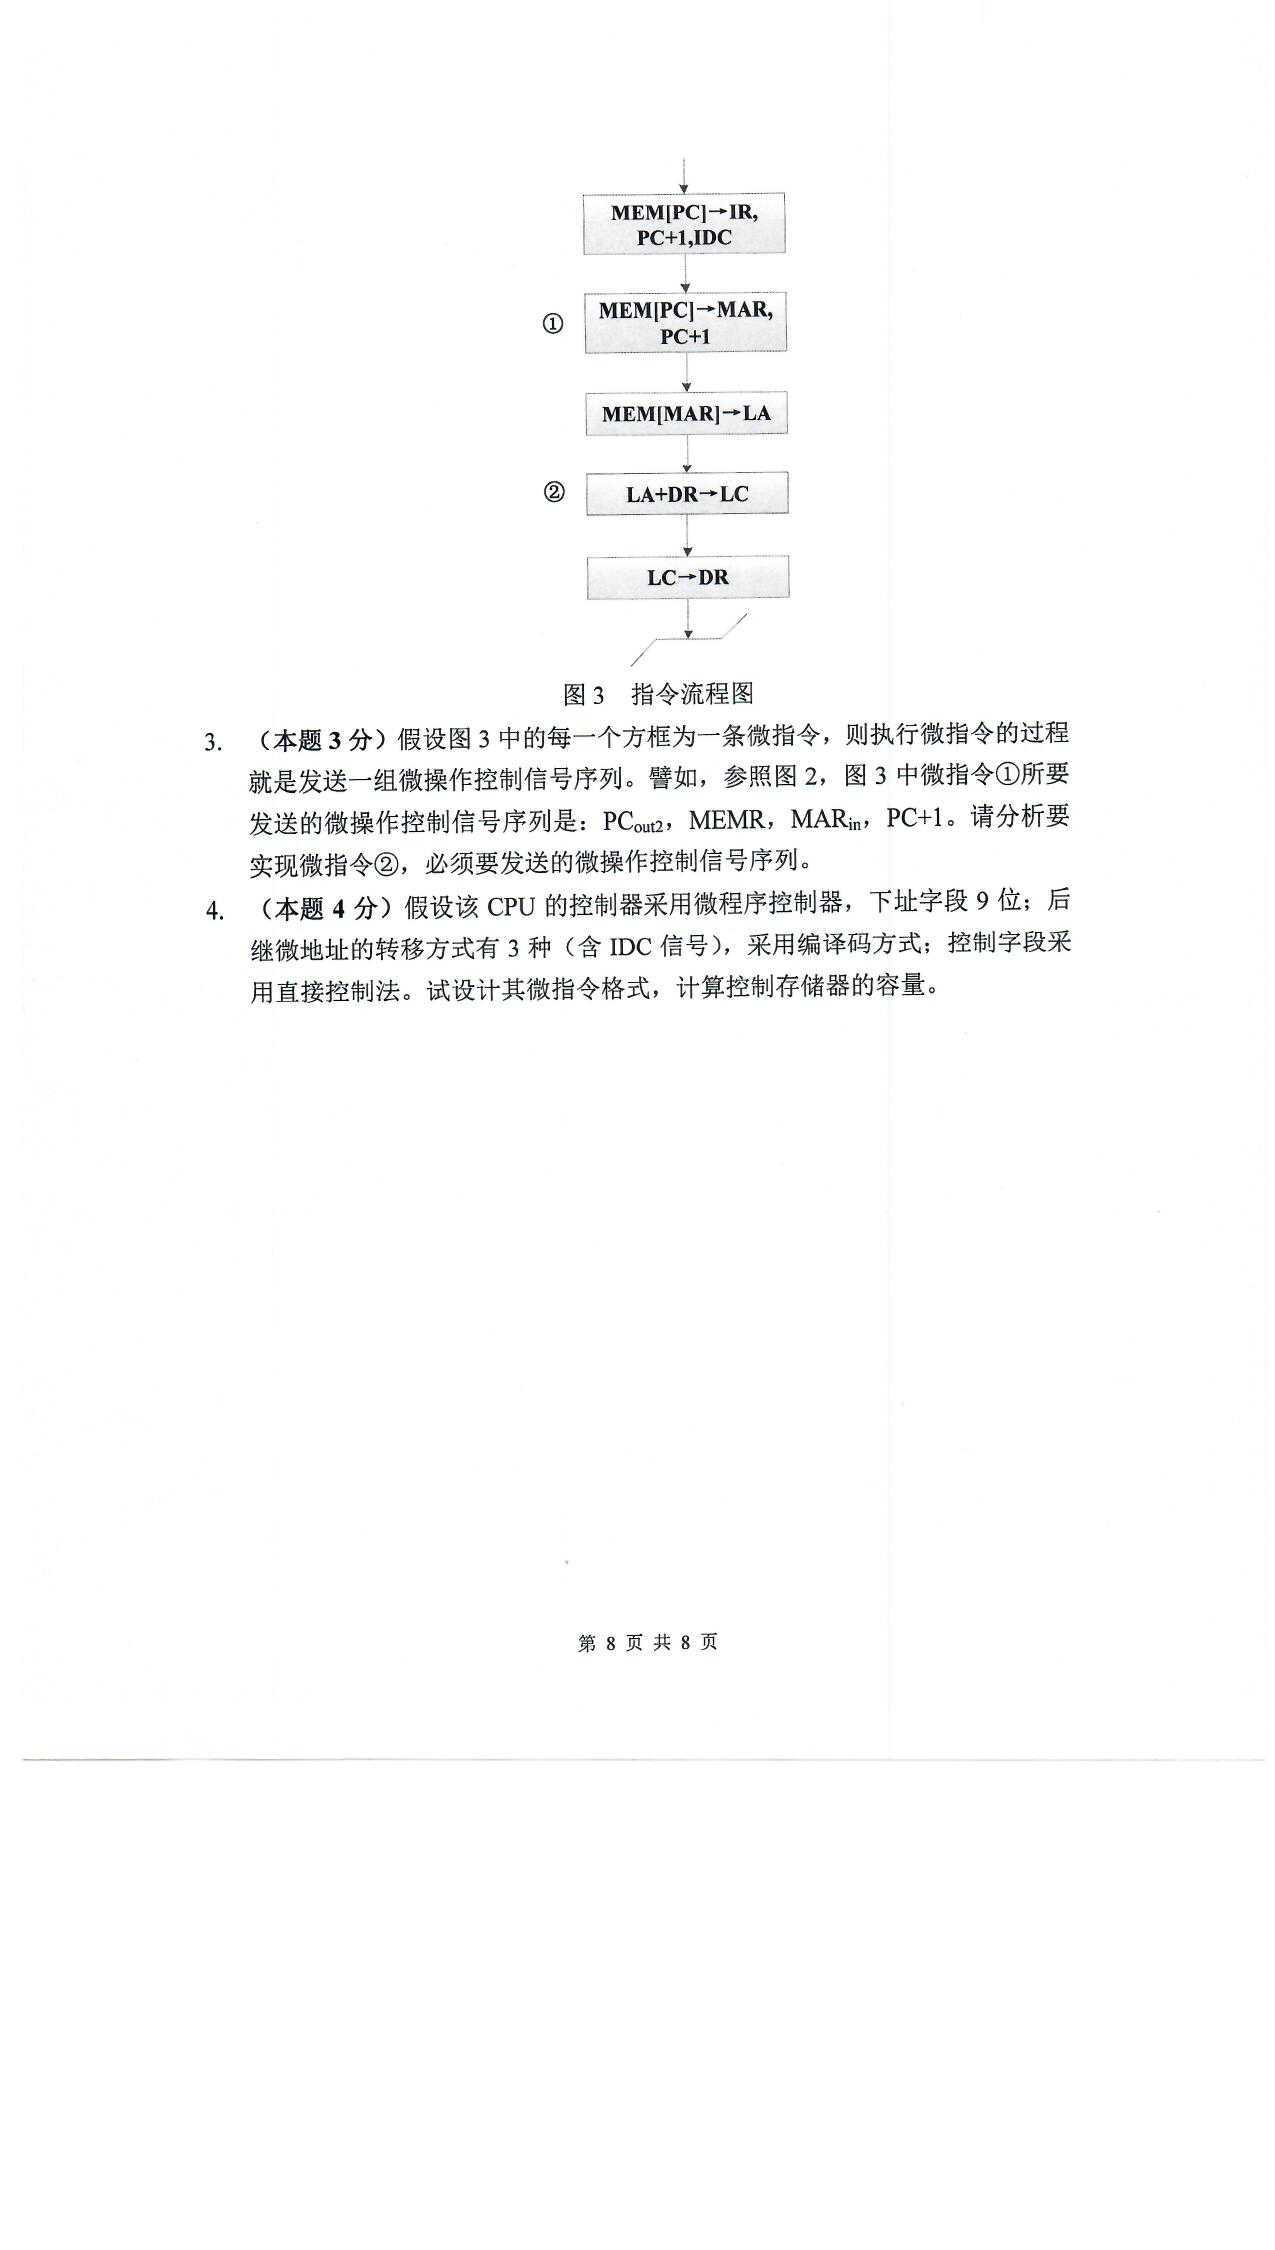 MEM[PC]→IR,
PC+1,IDC
①
MEM[PC]→MAR,
PC+1
MEM[MAR]→LA
②
LA+DR→LC
LC→DR
图 3 指令流程图
3. （本题 3 分）假设图 3 中的每一个方框为一条微指令，则执行微指令的过程
就是发送一组微操作控制信号序列。譬如，参照图 2，图 3 中微指令①所要
发送的微操作控制信号序列是：PCout2，MEMR，MARin，PC+1。请分析要
实现微指令②，必须要发送的微操作控制信号序列。
4. （本题 4 分）假设该 CPU 的控制器采用微程序控制器，下址字段 9 位；后
继微地址的转移方式有 3 种（含 IDC 信号），采用编译码方式；控制字段采
用直接控制法。试设计其微指令格式，计算控制存储器的容量。
第 8 页 共 8 页